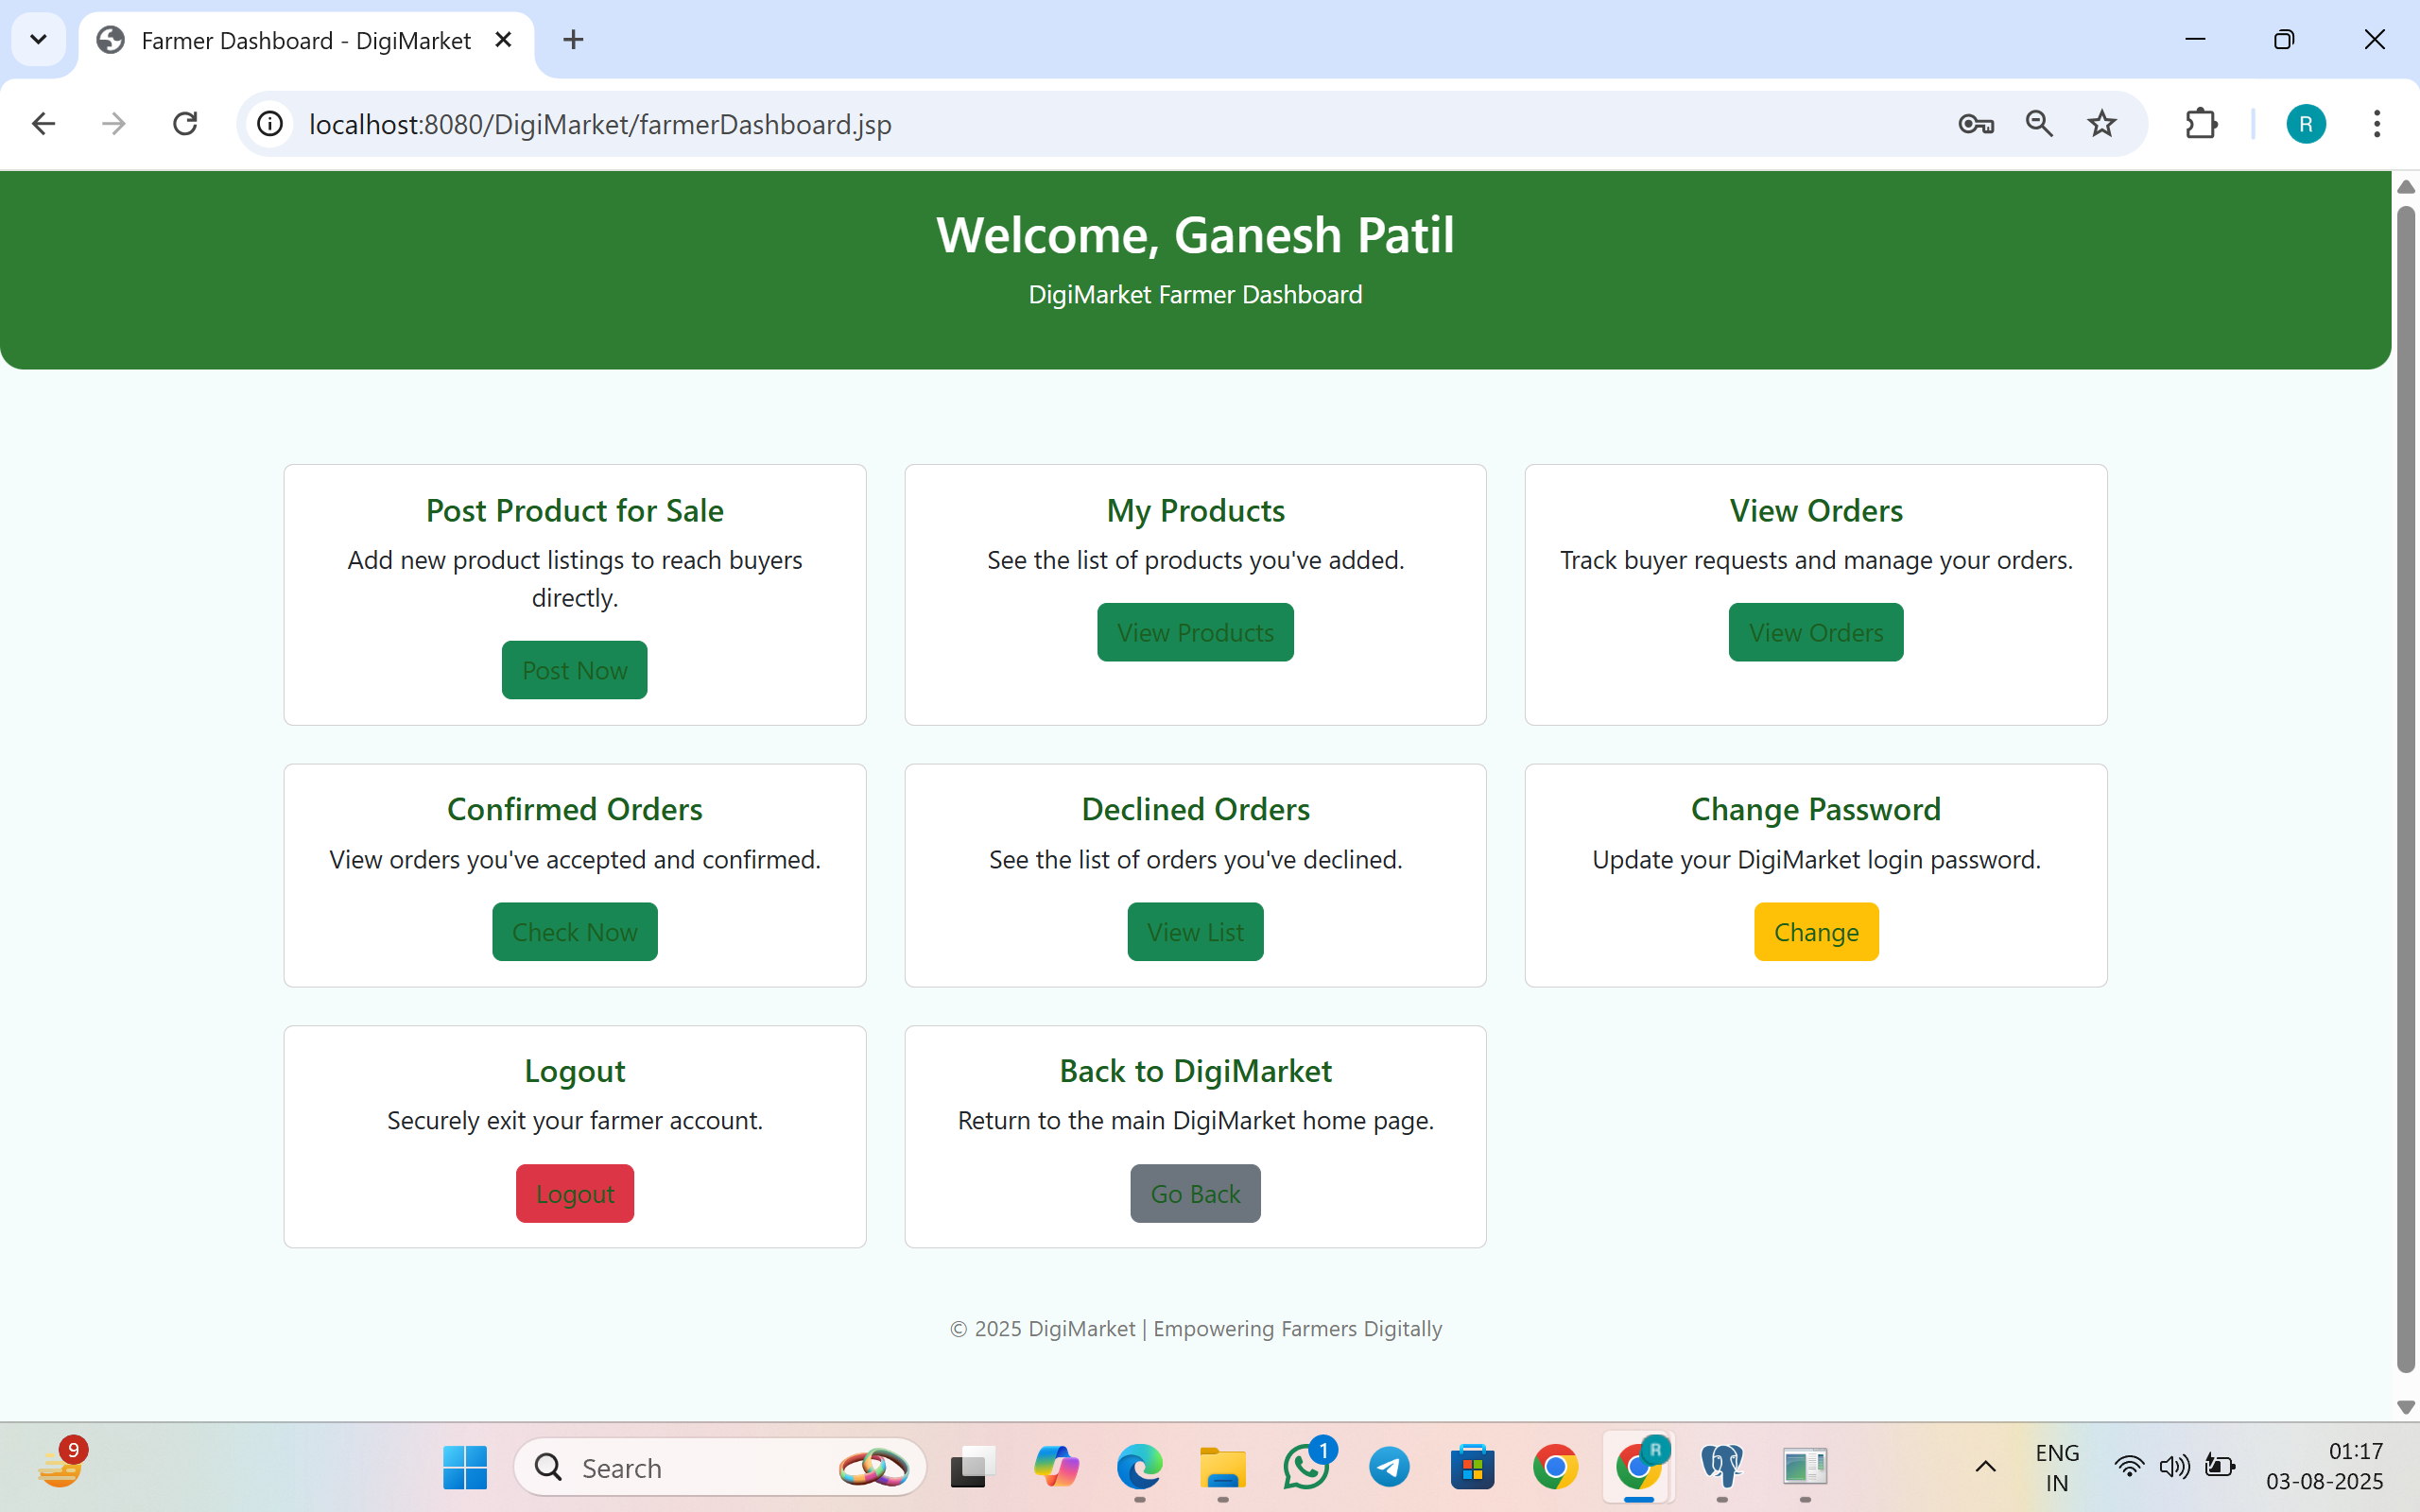 Farmer Dashboard - DigiMarket
localhost:8080/DigiMarket/farmerDashboard.jsp
R
Welcome, Ganesh Patil
DigiMarket Farmer Dashboard
Post Product for Sale
Add new product listings to reach buyers
directly.
Post Now
My Products
See the list of products you've added.
View Products
View Orders
Track buyer requests and manage your orders.
View Orders
Confirmed Orders
View orders you've accepted and confirmed.
Check Now
Declined Orders
See the list of orders you've declined.
View List
Change Password
Update your DigiMarket login password.
Change
Logout
Securely exit your farmer account.
Logout
Back to DigiMarket
Return to the main DigiMarket home page.
Go Back
© 2025 DigiMarket | Empowering Farmers Digitally
9
Search
1
R
ENG
IN
01:17
03-08-2025